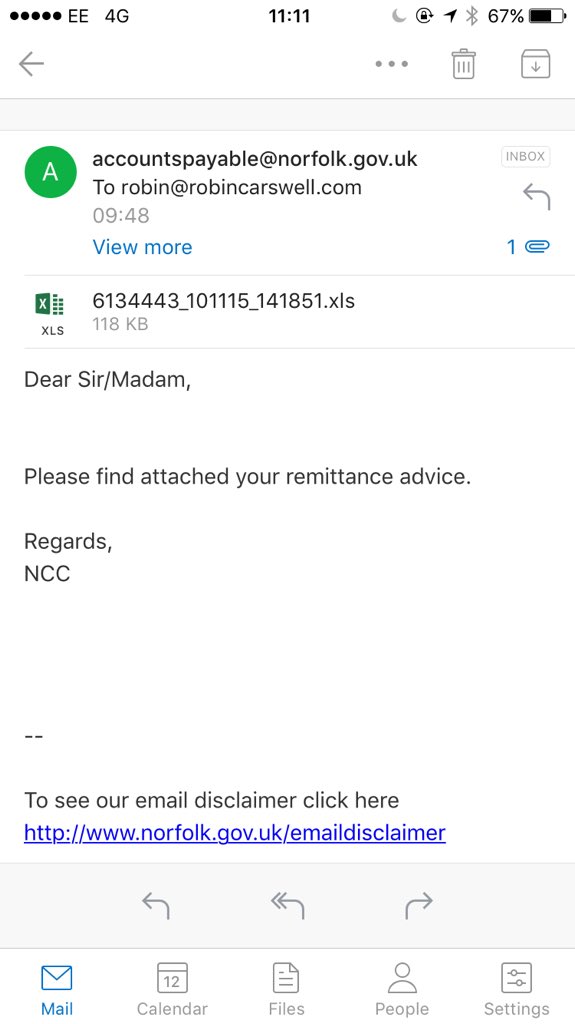 EE 4G 11:11 67%
A
accountspayable@norfolk.gov.uk
INBOX
To robin@robincarswell.com
09:48
View more
1
X
XLS
6134443_101115_141851.xls
118 KB
Dear Sir/Madam,
Please find attached your remittance advice.
Regards,
NCC
--
To see our email disclaimer click here
http://www.norfolk.gov.uk/emaildisclaimer
12
Mail Calendar Files People Settings